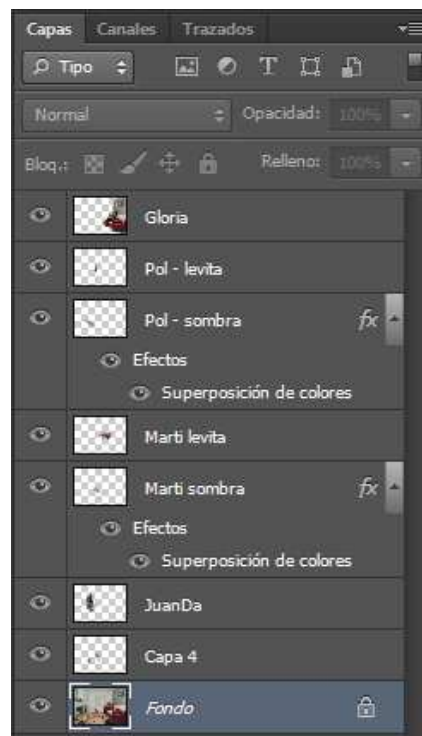 Capas Canales Trazados
Tipo T
Normal Opacidad: 100%
Bloq.: Relleno: 100%
Gloria
Pol - levita
Pol - sombra fx
Efectos
Superposición de colores
Marti levita
Marti sombra fx
Efectos
Superposición de colores
JuanDa
Capa 4
Fondo